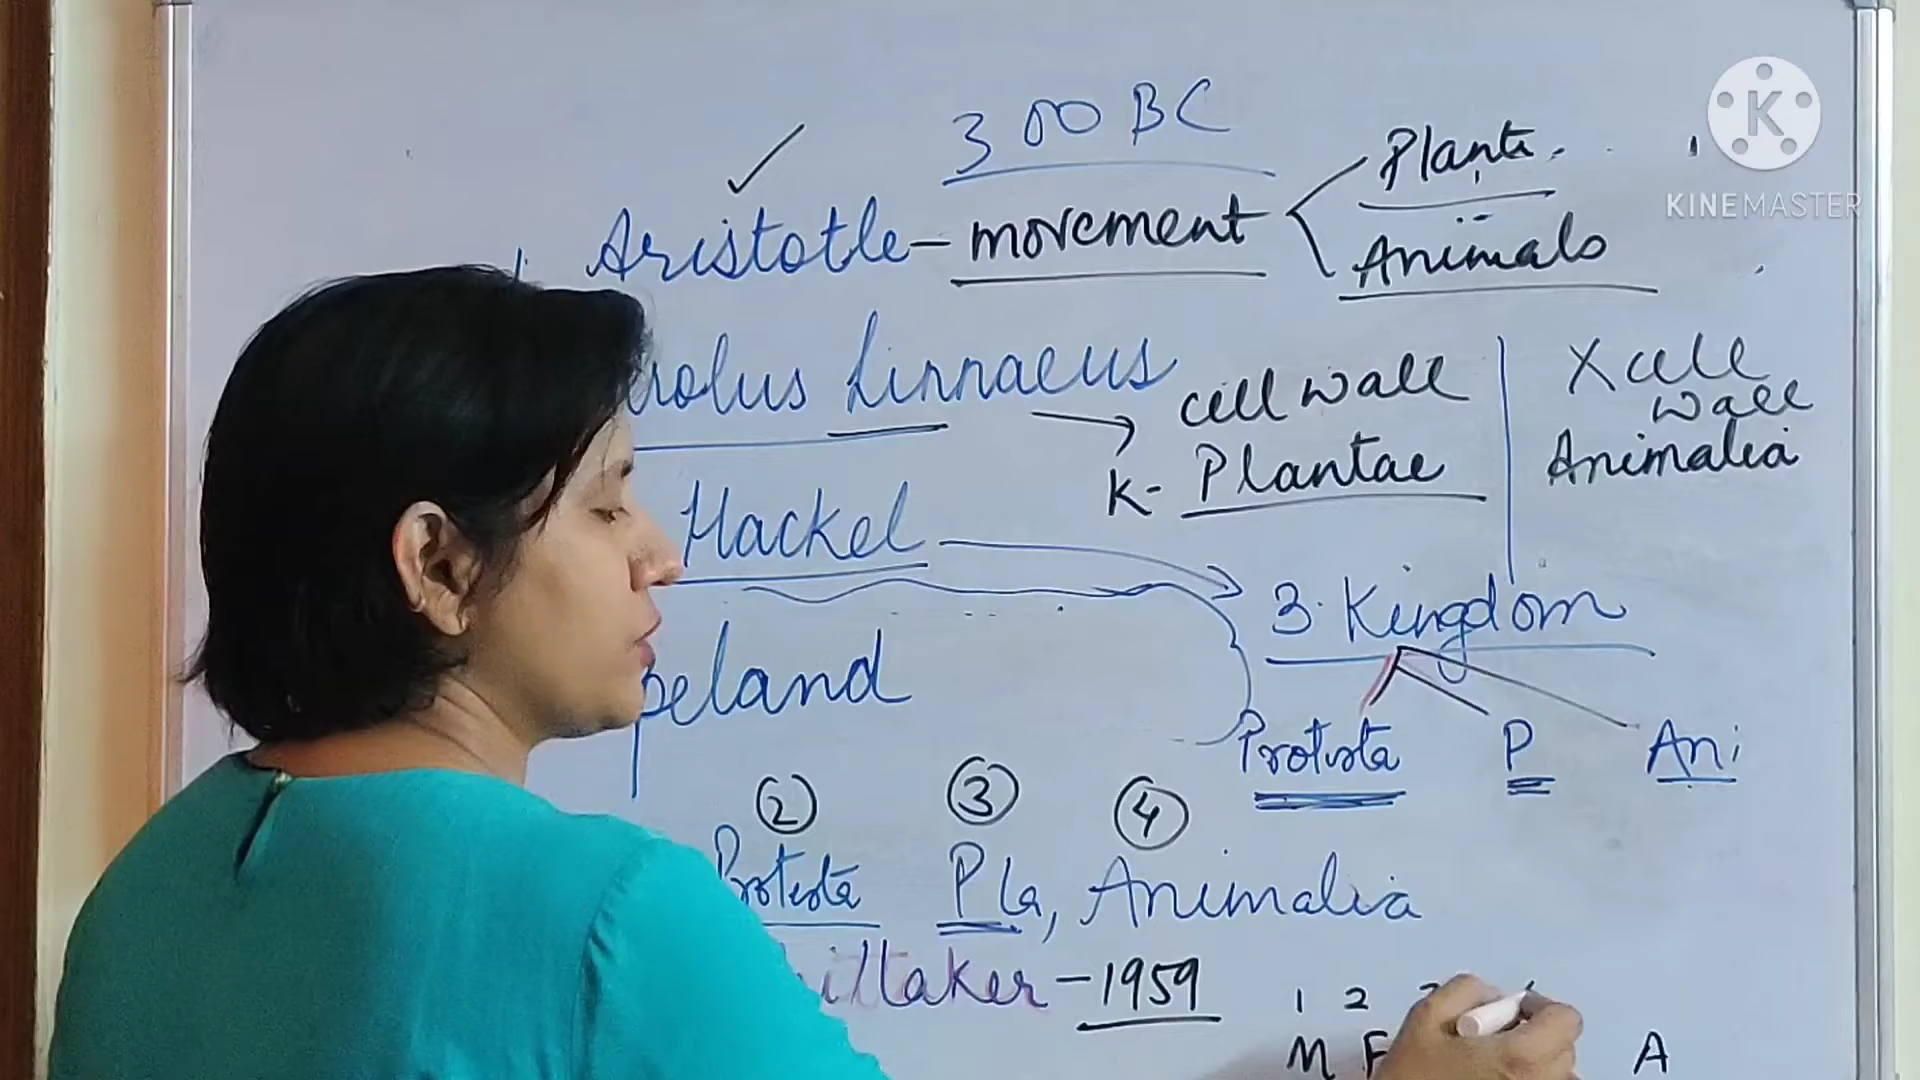 300 BC
Plants
Aristotle – movement
Animals
K
KINEMASTER
rolus Linnaeus → cell wall
X cell
wall
K- Plantae
Animalia
Hackel
3. Kingdom
peland
Protista P Ani
② ③ ④
Protista Pla, Animalia
ittaker – 1959
1 2
M F A